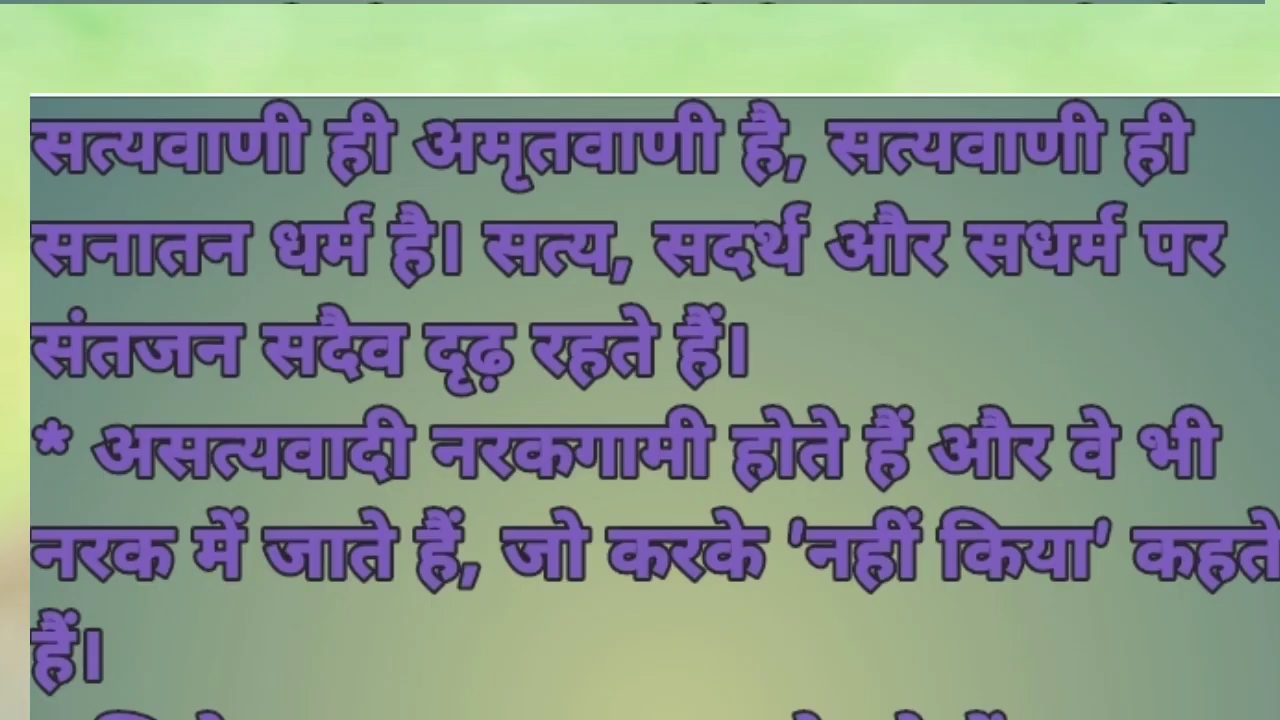 सत्यवाणी ही अमृतवाणी है, सत्यवाणी ही
सनातन धर्म है। सत्य, सदर्थ और सधर्म पर
संतजन सदैव दृढ़ रहते हैं।
* असत्यवादी नरकगामी होते हैं और वे भी
नरक में जाते हैं, जो करके 'नहीं किया' कहते
हैं।